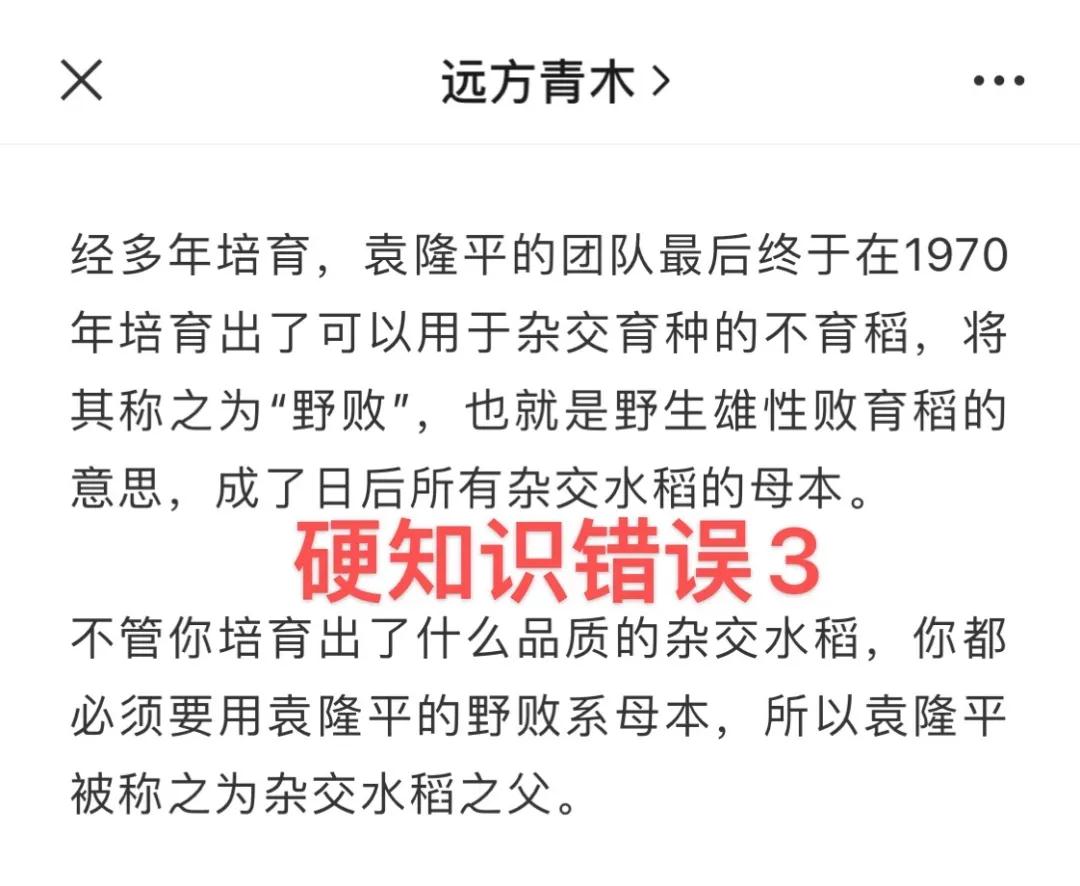 远方青木
经多年培育，袁隆平的团队最后终于在1970
年培育出了可以用于杂交育种的不育稻，将
其称之为“野败”，也就是野生雄性败育稻的
意思，成了日后所有杂交水稻的母本。
硬知识错误3
不管你培育出了什么品质的杂交水稻，你都
必须要用袁隆平的野败系母本，所以袁隆平
被称之为杂交水稻之父。